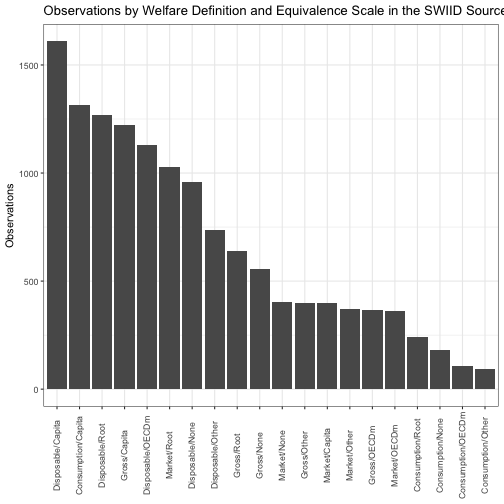 Observations by Welfare Definition and Equivalence Scale in the SWIID Source
Observations
1500
1000
500
0
Disposable/Capita
Consumption/Capita
Disposable/Root
Gross/Capita
Disposable/OECDm
Market/Root
Disposable/None
Disposable/Other
Gross/Root
Gross/None
Market/None
Gross/Other
Market/Capita
Market/Other
Gross/OECDm
Market/OECDm
Consumption/Root
Consumption/None
Consumption/OECDm
Consumption/Other